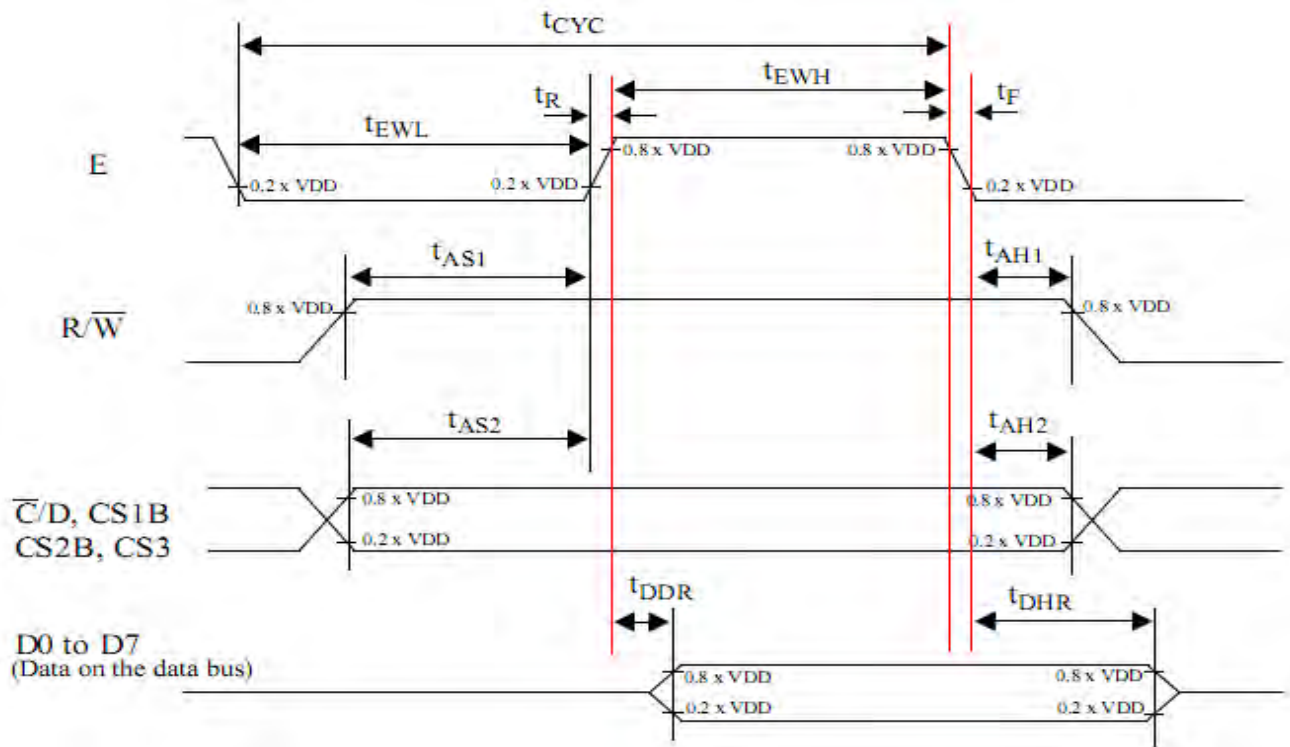 tCYC
tEWH
tR
tF
tEWL
E
0.8 x VDD
0.8 x VDD
0.2 x VDD
0.2 x VDD
0.2 x VDD
tAS1
tAH1
0.8 x VDD
0.8 x VDD
R/W̅
tAS2
tAH2
C̅/D, CS1B
CS2B, CS3
0.8 x VDD
0.8 x VDD
0.2 x VDD
0.2 x VDD
tDDR
tDHR
D0 to D7
(Data on the data bus)
0.8 x VDD
0.8 x VDD
0.2 x VDD
0.2 x VDD